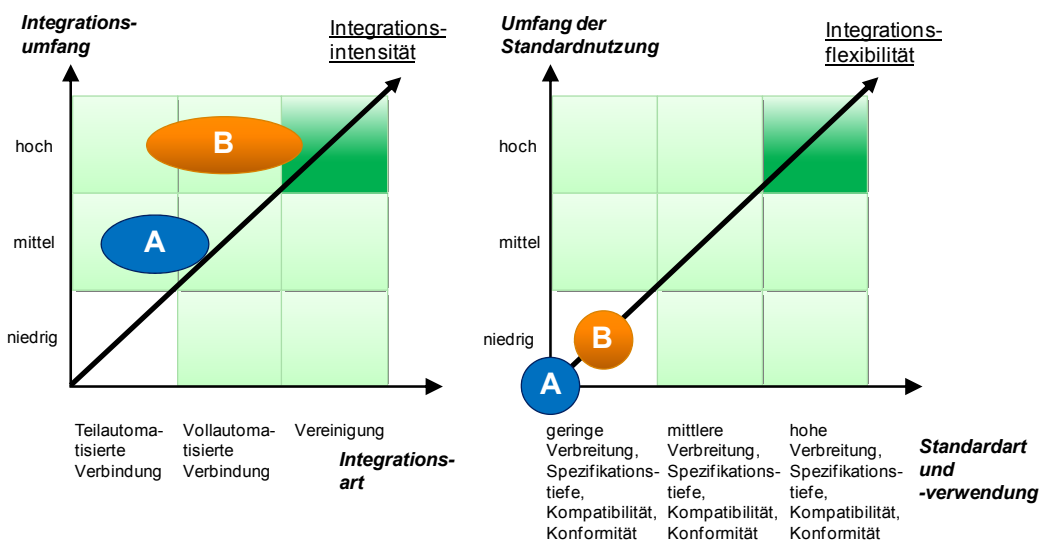 Integrations-
umfang
Integrations-
intensität
hoch
B
mittel
A
niedrig
Teilautoma-
tisierte
Verbindung
Vollautoma-
tisierte
Verbindung
Vereinigung
Integrations-
art
Umfang der
Standardnutzung
Integrations-
flexibilität
hoch
mittel
niedrig
B
A
geringe
Verbreitung,
Spezifikations-
tiefe,
Kompatibilität,
Konformität
mittlere
Verbreitung,
Spezifikations-
tiefe,
Kompatibilität,
Konformität
hohe
Verbreitung,
Spezifikations-
tiefe,
Kompatibilität,
Konformität
Standardart
und
-verwendung